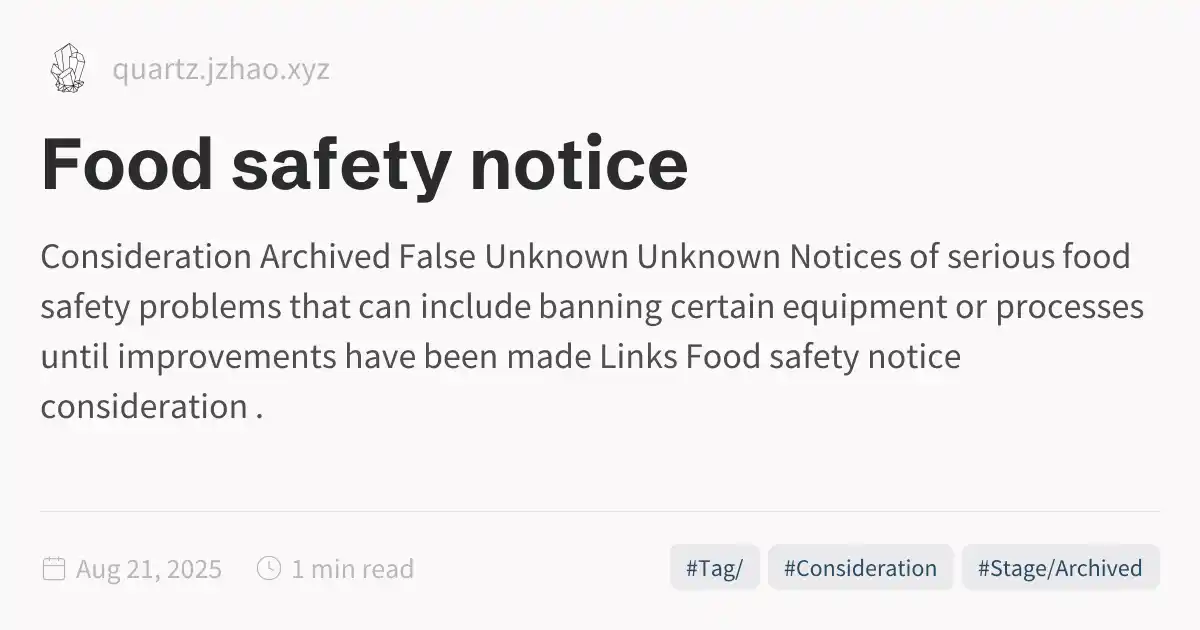 quartz.jzhao.xyz
Food safety notice
Consideration Archived False Unknown Unknown Notices of serious food
safety problems that can include banning certain equipment or processes
until improvements have been made Links Food safety notice
consideration .
Aug 21, 2025 1 min read #Tag/ #Consideration #Stage/Archived